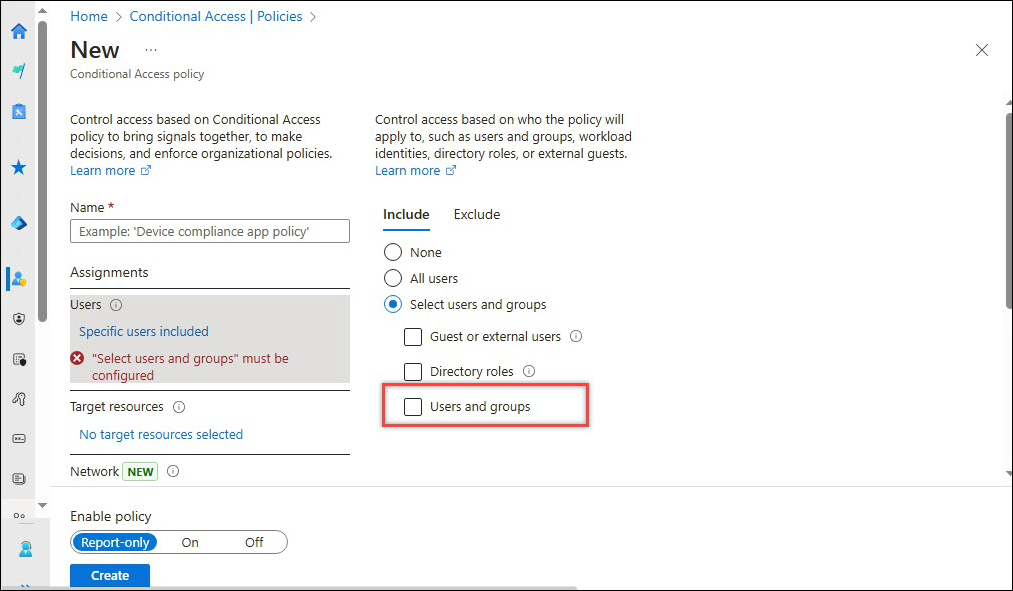 Home > Conditional Access | Policies >
New ...
Conditional Access policy
Control access based on Conditional Access
policy to bring signals together, to make
decisions, and enforce organizational policies.
Learn more
Name *
Example: 'Device compliance app policy'
Assignments
Users
Specific users included
"Select users and groups" must be
configured
Target resources
No target resources selected
Network NEW
Control access based on who the policy will
apply to, such as users and groups, workload
identities, directory roles, or external guests.
Learn more
Include Exclude
None
All users
Select users and groups
Guest or external users
Directory roles
Users and groups
Enable policy
Report-only On Off
Create